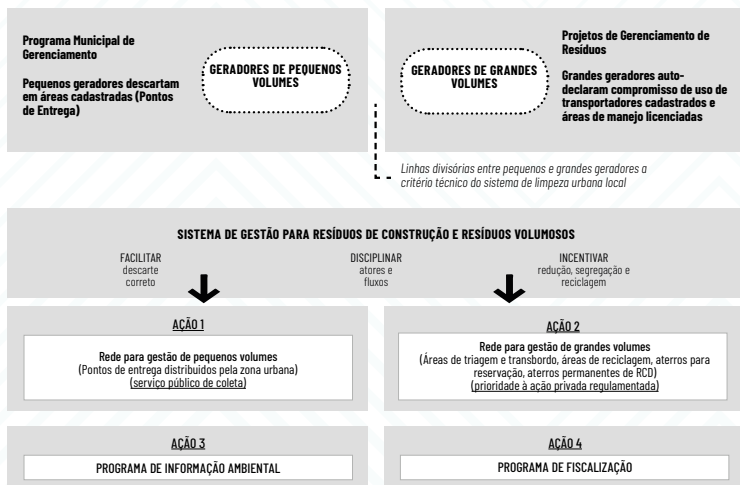 Programa Municipal de
Gerenciamento
Pequenos geradores descartam
em áreas cadastradas (Pontos
de Entrega)
GERADORES DE PEQUENOS
VOLUMES
GERADORES DE GRANDES
VOLUMES
Projetos de Gerenciamento de
Resíduos
Grandes geradores auto-
declaram compromisso de uso de
transportadores cadastrados e
áreas de manejo licenciadas
Linhas divisórias entre pequenos e grandes geradores a
critério técnico do sistema de limpeza urbana local
SISTEMA DE GESTÃO PARA RESÍDUOS DE CONSTRUÇÃO E RESÍDUOS VOLUMOSOS
FACILITAR
descarte
correto
DISCIPLINAR
atores e
fluxos
INCENTIVAR
redução, segregação e
reciclagem
AÇÃO 1
Rede para gestão de pequenos volumes
(Pontos de entrega distribuidos pela zona urbana)
(serviço público de coleta)
AÇÃO 2
Rede para gestão de grandes volumes
(Áreas de triagem e transbordo, áreas de reciclagem, aterros para
reservação, aterros permanentes de RCD)
(prioridade à ação privada regulamentada)
AÇÃO 3
PROGRAMA DE INFORMAÇÃO AMBIENTAL
AÇÃO 4
PROGRAMA DE FISCALIZAÇÃO